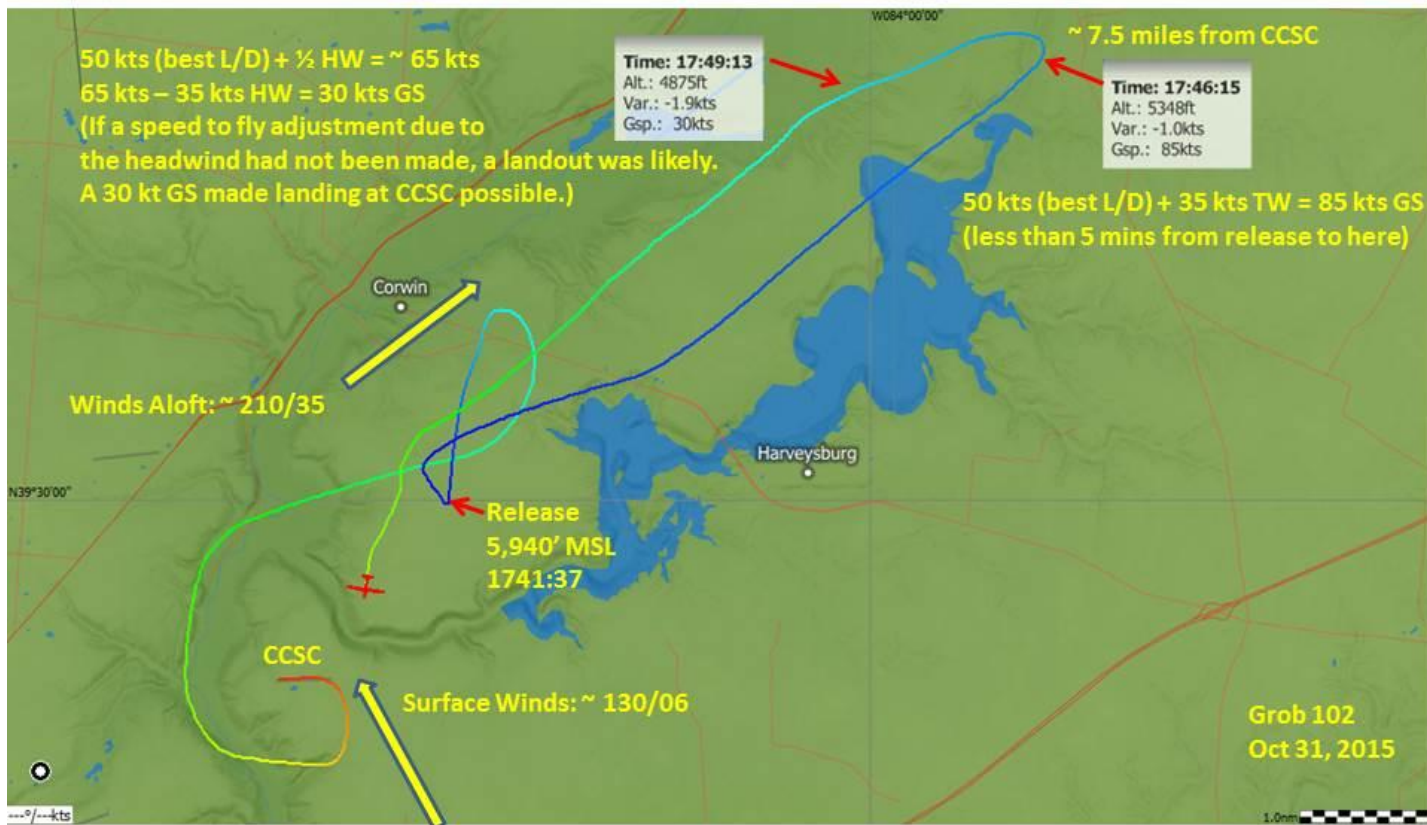 W084°00'00"
50 kts (best L/D) + ½ HW = ~ 65 kts
65 kts – 35 kts HW = 30 kts GS
(If a speed to fly adjustment due to
the headwind had not been made, a landout was likely.
A 30 kt GS made landing at CCSC possible.)
Time: 17:49:13
Alt.: 4875ft
Var.: -1.9kts
Gsp.: 30kts
~ 7.5 miles from CCSC
Time: 17:46:15
Alt.: 5348ft
Var.: -1.0kts
Gsp.: 85kts
50 kts (best L/D) + 35 kts TW = 85 kts GS
(less than 5 mins from release to here)
Corwin
Winds Aloft: ~ 210/35
Harveysburg
N39°30'00"
Release
5,940’ MSL
1741:37
CCSC
Surface Winds: ~ 130/06
Grob 102
Oct 31, 2015
---°/---kts
1.0nm